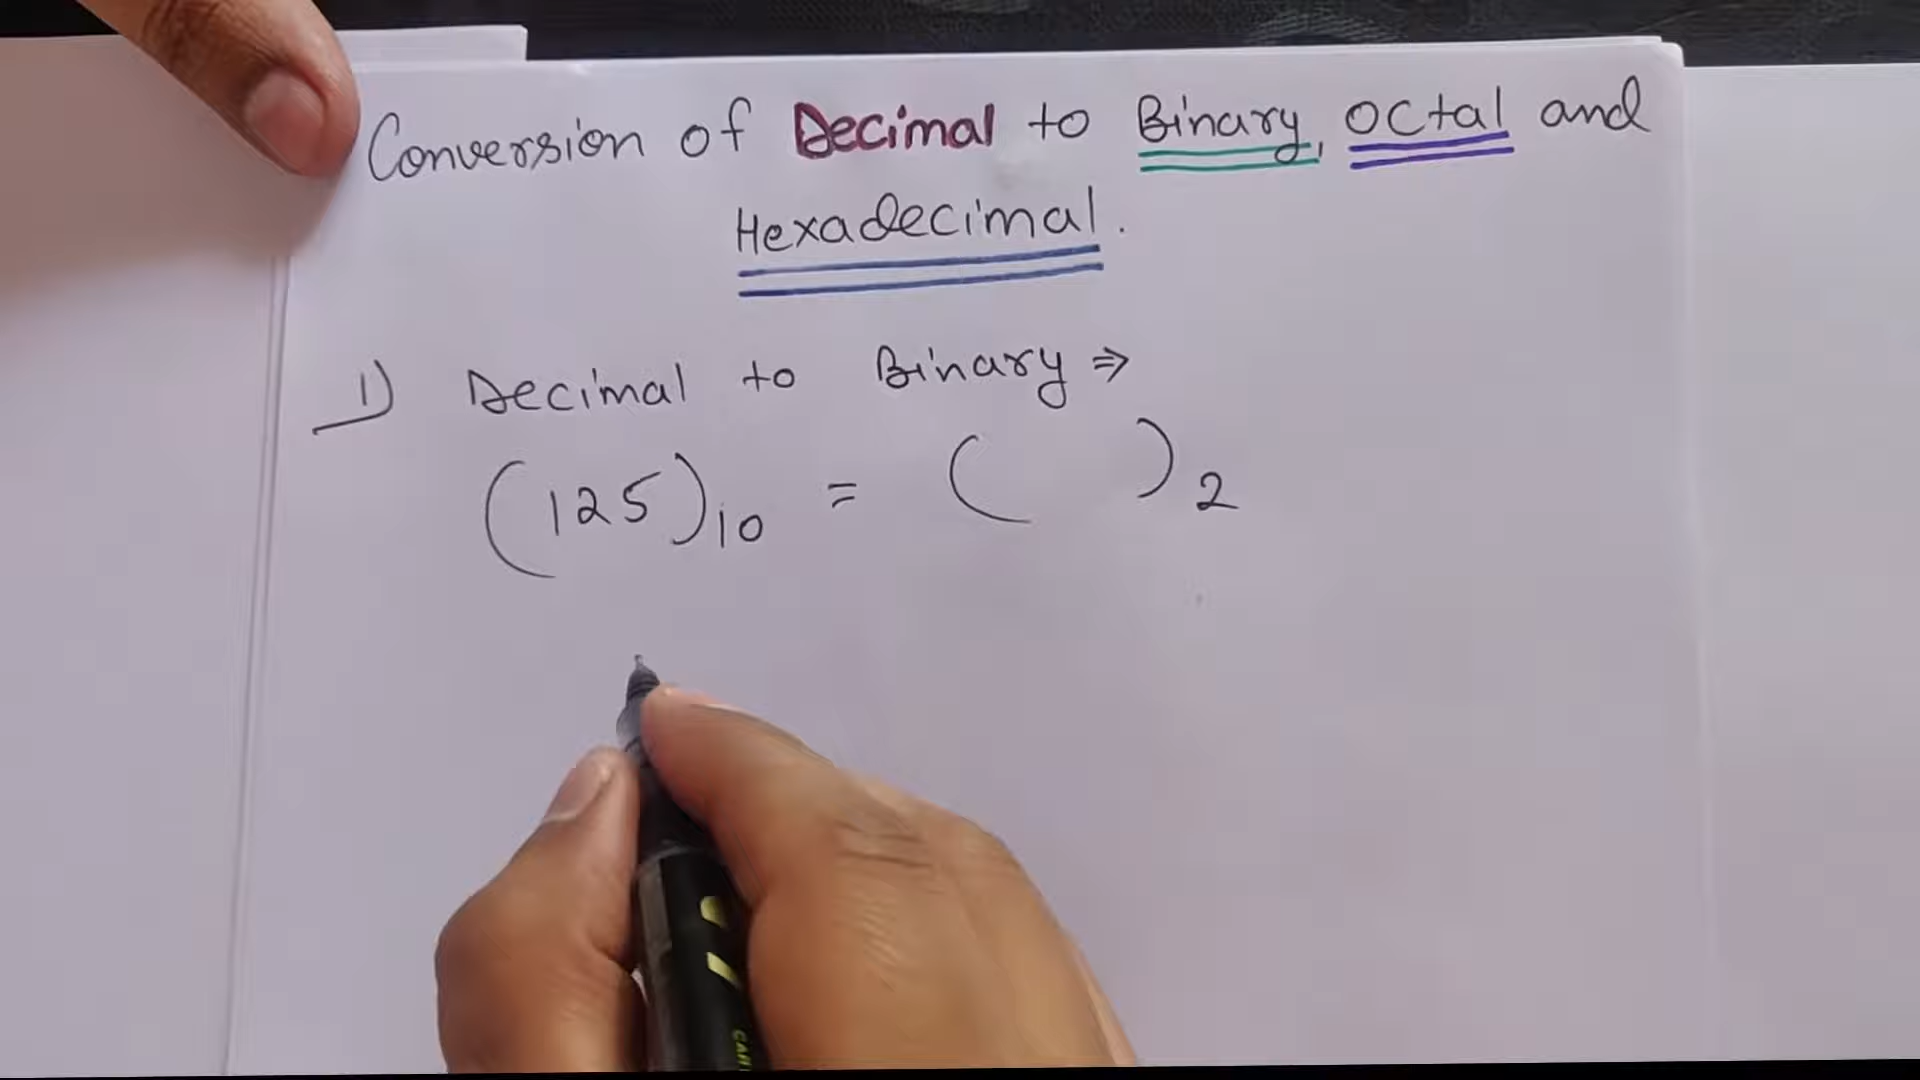 Conversion of Decimal to Binary, Octal and
Hexadecimal.
1) Decimal to Binary ⇒
(125)₁₀ = (   )₂